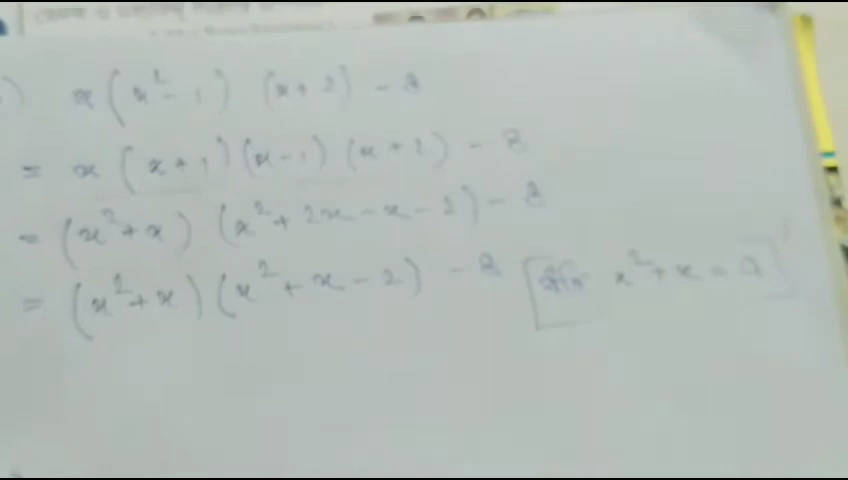 x(x²-1) (x+2) - 8
= x (x+1)(x-1) (x+2) - 8
= (x²+x) (x²+2x-x-2) - 8
= (x²+x)(x²+x-2) - 8 [ধরি x²+x = a]